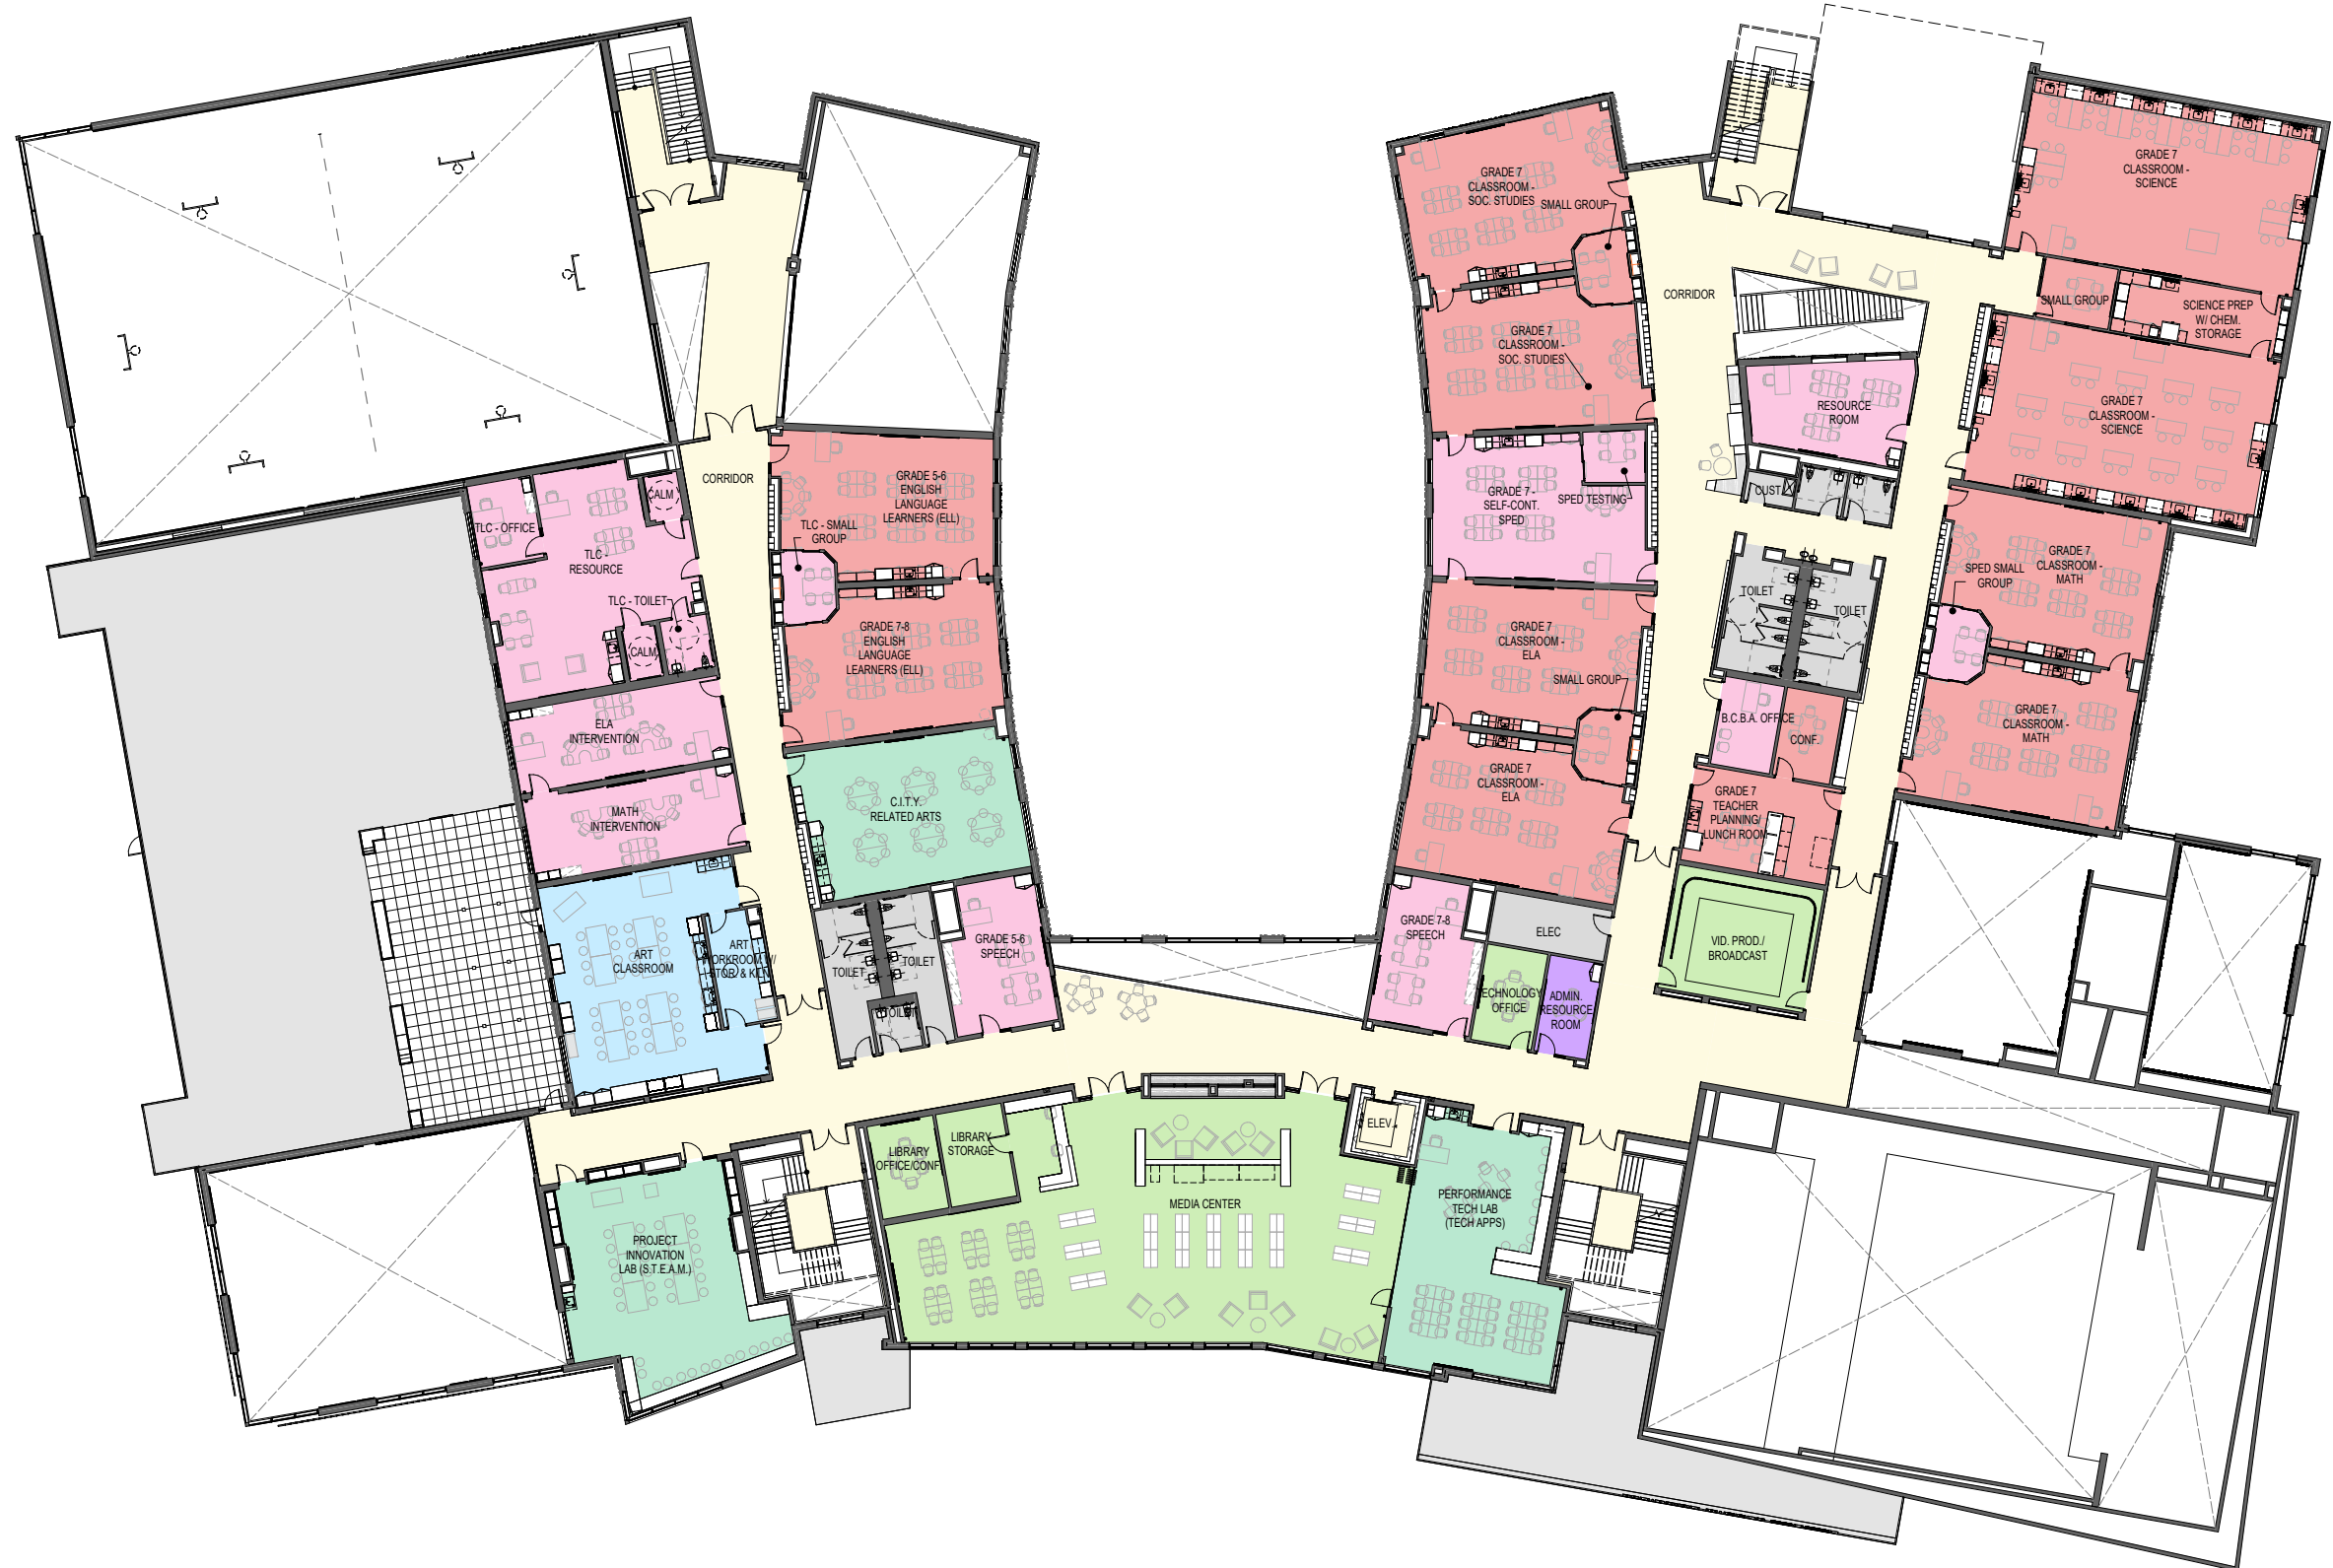 GRADE 7
CLASSROOM -
SCIENCE
GRADE 7
CLASSROOM -
SOC. STUDIES
SMALL GROUP
CORRIDOR
SMALL GROUP
SCIENCE PREP
W/ CHEM.
STORAGE
GRADE 7
CLASSROOM -
SOC. STUDIES
RESOURCE
ROOM
GRADE 7
CLASSROOM -
SCIENCE
CORRIDOR
GRADE 5-6
ENGLISH
LANGUAGE
LEARNERS (ELL)
CALM
TLC - OFFICE
TLC -
RESOURCE
TLC - SMALL
GROUP
GRADE 7 -
SELF-CONT.
SPED
SPED TESTING
CUST.
TLC - TOILET
CALM
GRADE 7-8
ENGLISH
LANGUAGE
LEARNERS (ELL)
GRADE 7
CLASSROOM -
ELA
SMALL GROUP
TOILET
TOILET
SPED SMALL
GROUP
GRADE 7
CLASSROOM -
MATH
ELA
INTERVENTION
B.C.B.A. OFFICE
CONF.
GRADE 7
CLASSROOM -
MATH
MATH
INTERVENTION
C.I.T.Y.
RELATED ARTS
GRADE 7
CLASSROOM -
ELA
GRADE 7
TEACHER
PLANNING/
LUNCH ROOM
ART
CLASSROOM
ART
WORKROOM W/
STOR. & KILN
TOILET
TOILET
TOILET
GRADE 5-6
SPEECH
GRADE 7-8
SPEECH
ELEC
TECHNOLOGY
OFFICE
ADMIN.
RESOURCE
ROOM
VID. PROD./
BROADCAST
LIBRARY
OFFICE/CONF.
LIBRARY
STORAGE
ELEV.
MEDIA CENTER
PERFORMANCE
TECH LAB
(TECH APPS)
PROJECT
INNOVATION
LAB (S.T.E.A.M.)